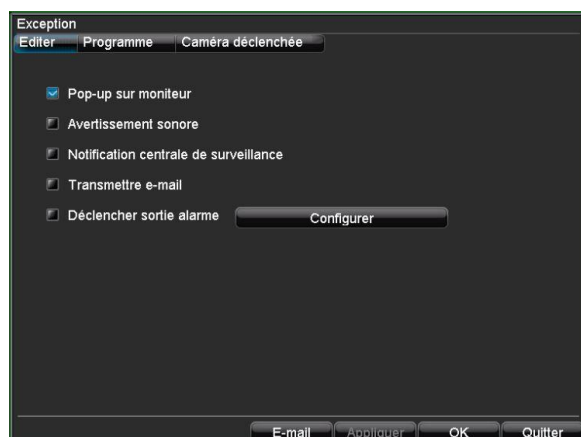 Exception
Editer Programme Caméra déclenchée
Pop-up sur moniteur
Avertissement sonore
Notification centrale de surveillance
Transmettre e-mail
Déclencher sortie alarme Configurer
E-mail Appliquer OK Quitter